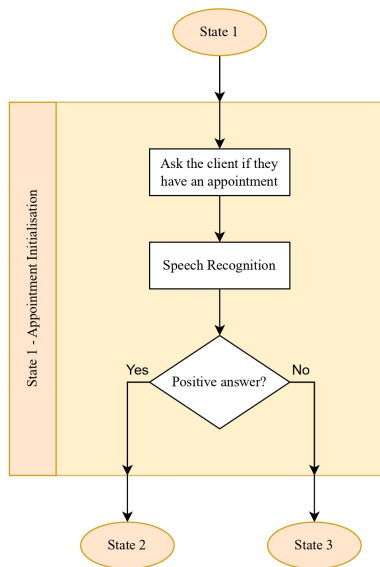 State 1
State 1 - Appointment Initialisation
Ask the client if they
have an appointment
Speech Recognition
Positive answer?
Yes
No
State 2
State 3